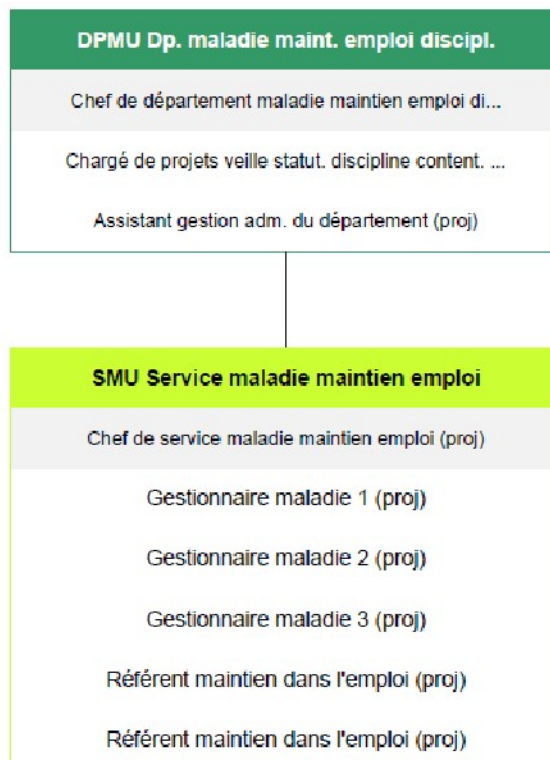 DPMU Dp. maladie maint. emploi discipl.
Chef de département maladie maintien emploi di...
Chargé de projets veille statut. discipline content. ...
Assistant gestion adm. du département (proj)
SMU Service maladie maintien emploi
Chef de service maladie maintien emploi (proj)
Gestionnaire maladie 1 (proj)
Gestionnaire maladie 2 (proj)
Gestionnaire maladie 3 (proj)
Référent maintien dans l'emploi (proj)
Référent maintien dans l'emploi (proj)